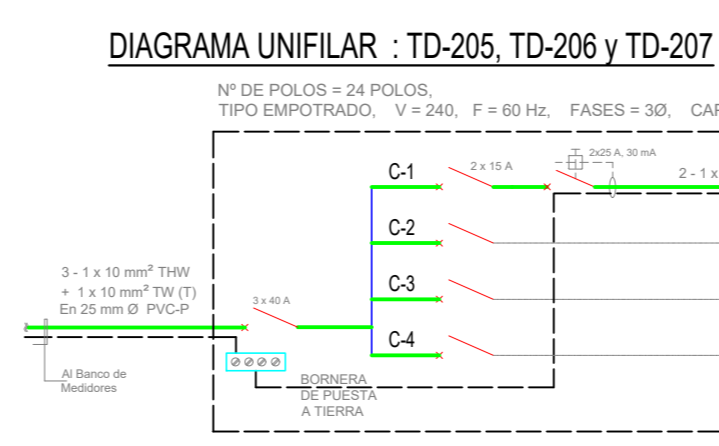 DIAGRAMA UNIFILAR : TD-205, TD-206 y TD-207
Nº DE POLOS = 24 POLOS,
TIPO EMPOTRADO, V = 240, F = 60 Hz, FASES = 3Ø, CAR
C-1
2 x 15 A
2x25 A, 30 mA
2 - 1 x
C-2
C-3
C-4
3 - 1 x 10 mm² THW
+ 1 x 10 mm² TW (T)
En 25 mm Ø PVC-P
3 x 40 A
Al Banco de
Medidores
BORNERA
DE PUESTA
A TIERRA